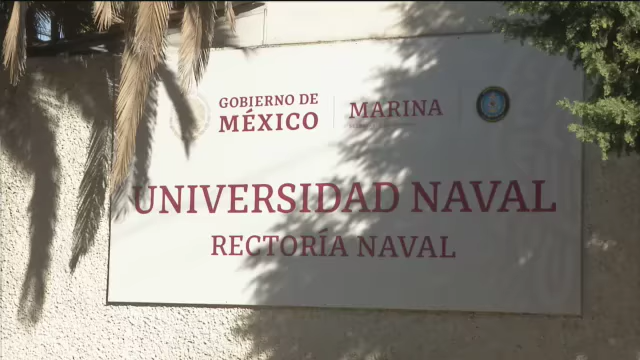 GOBIERNO DE
MÉXICO
MARINA
UNIVERSIDAD NAVAL
RECTORÍA NAVAL